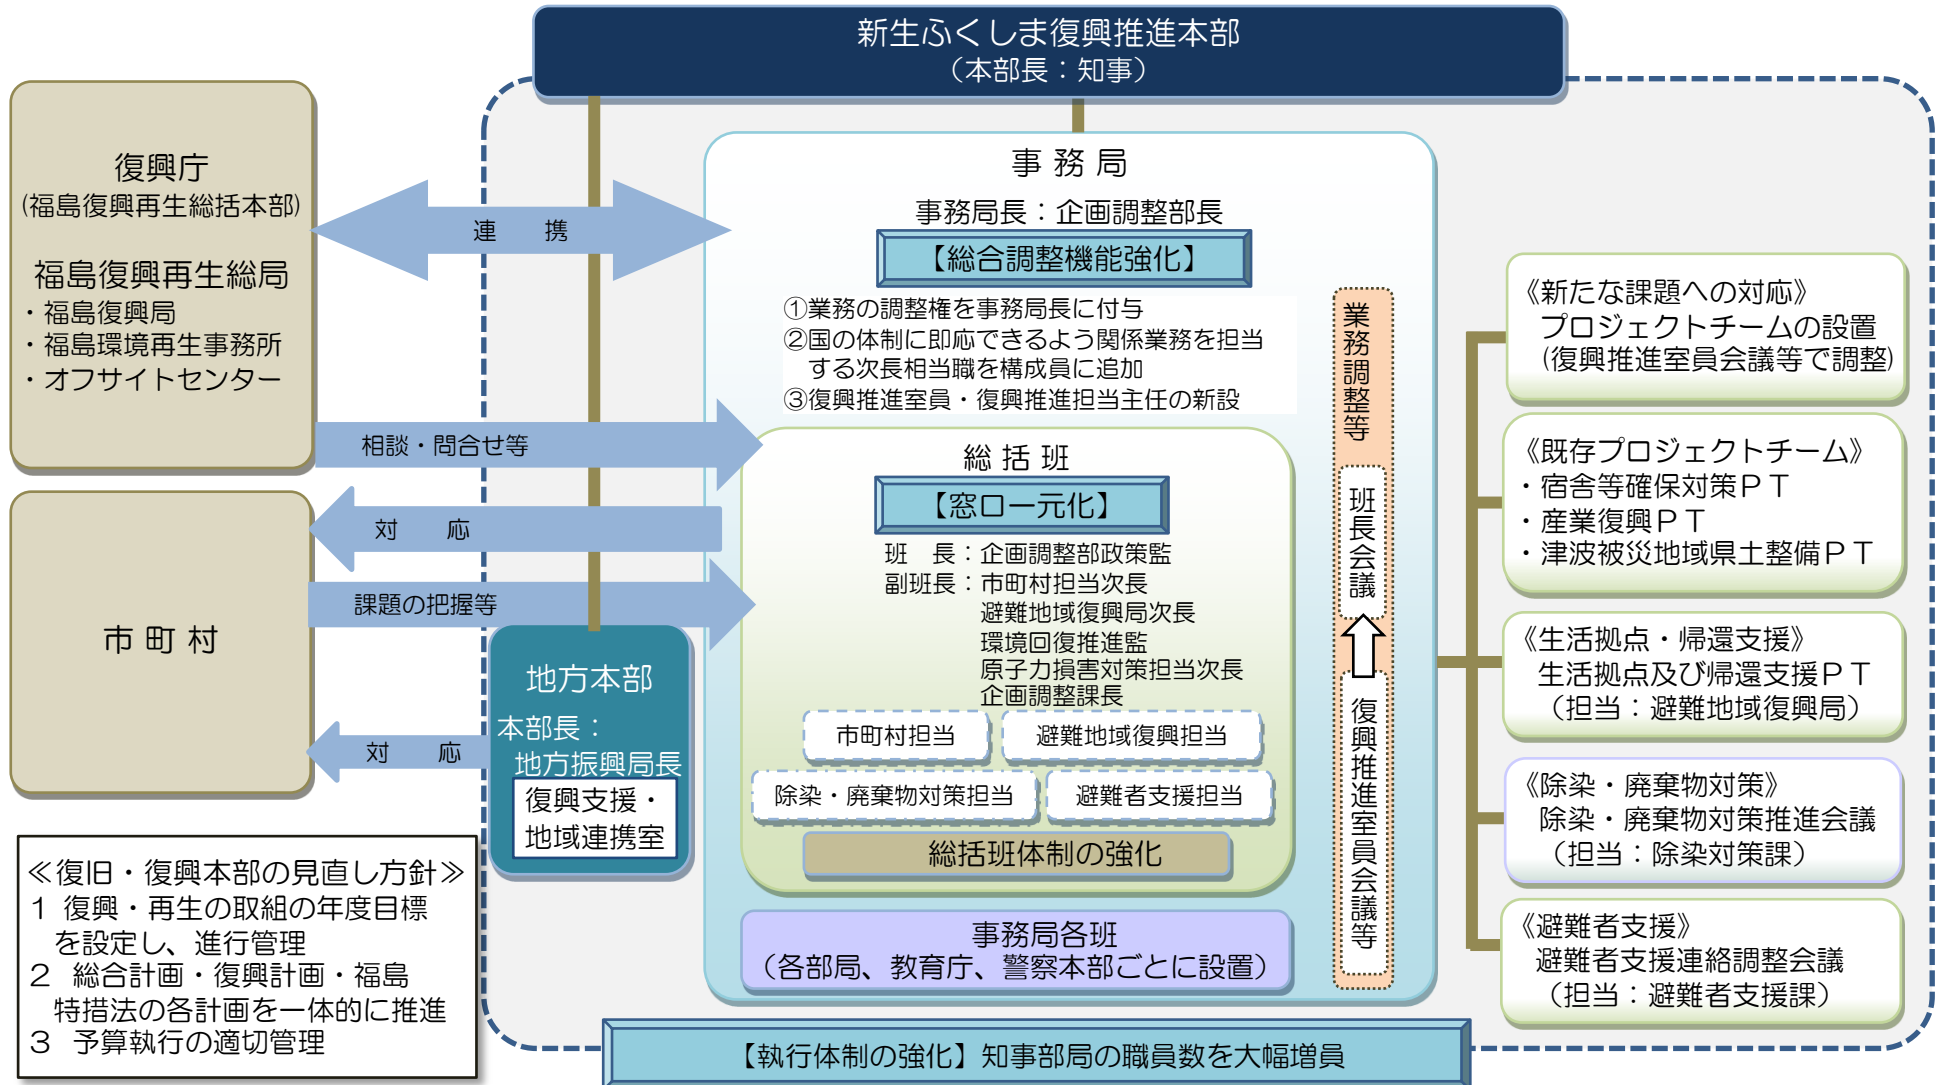 新生ふくしま復興推進本部
（本部長：知事）
復興庁
(福島復興再生総括本部)
福島復興再生総局
・福島復興局
・福島環境再生事務所
・オフサイトセンター
市 町 村
連　携
相談・問合せ等
対　応
課題の把握等
対　応
地方本部
本部長：
地方振興局長
復興支援・
地域連携室
≪復旧・復興本部の見直し方針≫
１ 復興・再生の取組の年度目標
を設定し、進行管理
２ 総合計画・復興計画・福島
特措法の各計画を一体的に推進
３ 予算執行の適切管理
事 務 局
事務局長：企画調整部長
【総合調整機能強化】
①業務の調整権を事務局長に付与
②国の体制に即応できるよう関係業務を担当
する次長相当職を構成員に追加
③復興推進室員・復興推進担当主任の新設
総 括 班
【窓口一元化】
班　長：企画調整部政策監
副班長：市町村担当次長
避難地域復興局次長
環境回復推進監
原子力損害対策担当次長
企画調整課長
市町村担当
避難地域復興担当
除染・廃棄物対策担当
避難者支援担当
総括班体制の強化
事務局各班
（各部局、教育庁、警察本部ごとに設置）
業務調整等
班長会議
復興推進室員会議等
《新たな課題への対応》
プロジェクトチームの設置
(復興推進室員会議等で調整)
《既存プロジェクトチーム》
・宿舎等確保対策ＰＴ
・産業復興ＰＴ
・津波被災地域県土整備ＰＴ
《生活拠点・帰還支援》
生活拠点及び帰還支援ＰＴ
（担当：避難地域復興局）
《除染・廃棄物対策》
除染・廃棄物対策推進会議
（担当：除染対策課）
《避難者支援》
避難者支援連絡調整会議
（担当：避難者支援課）
【執行体制の強化】知事部局の職員数を大幅増員